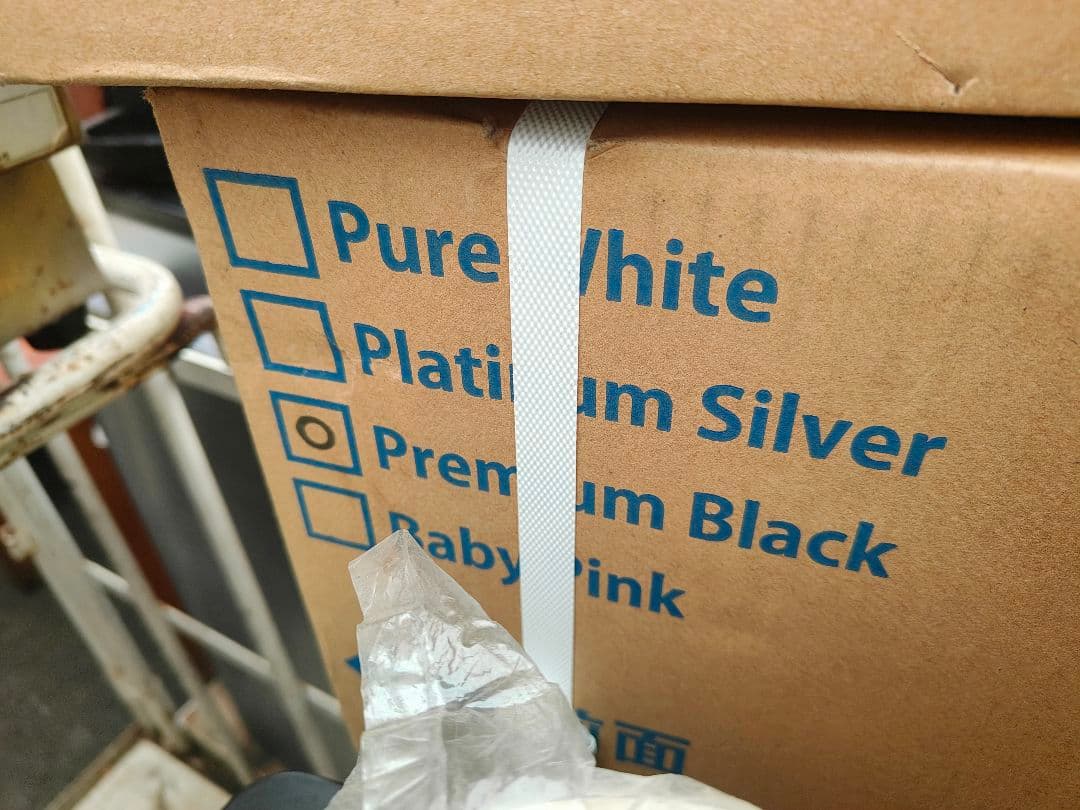 Pure White
Platinum Silver
Premium Black
Baby Pink
面